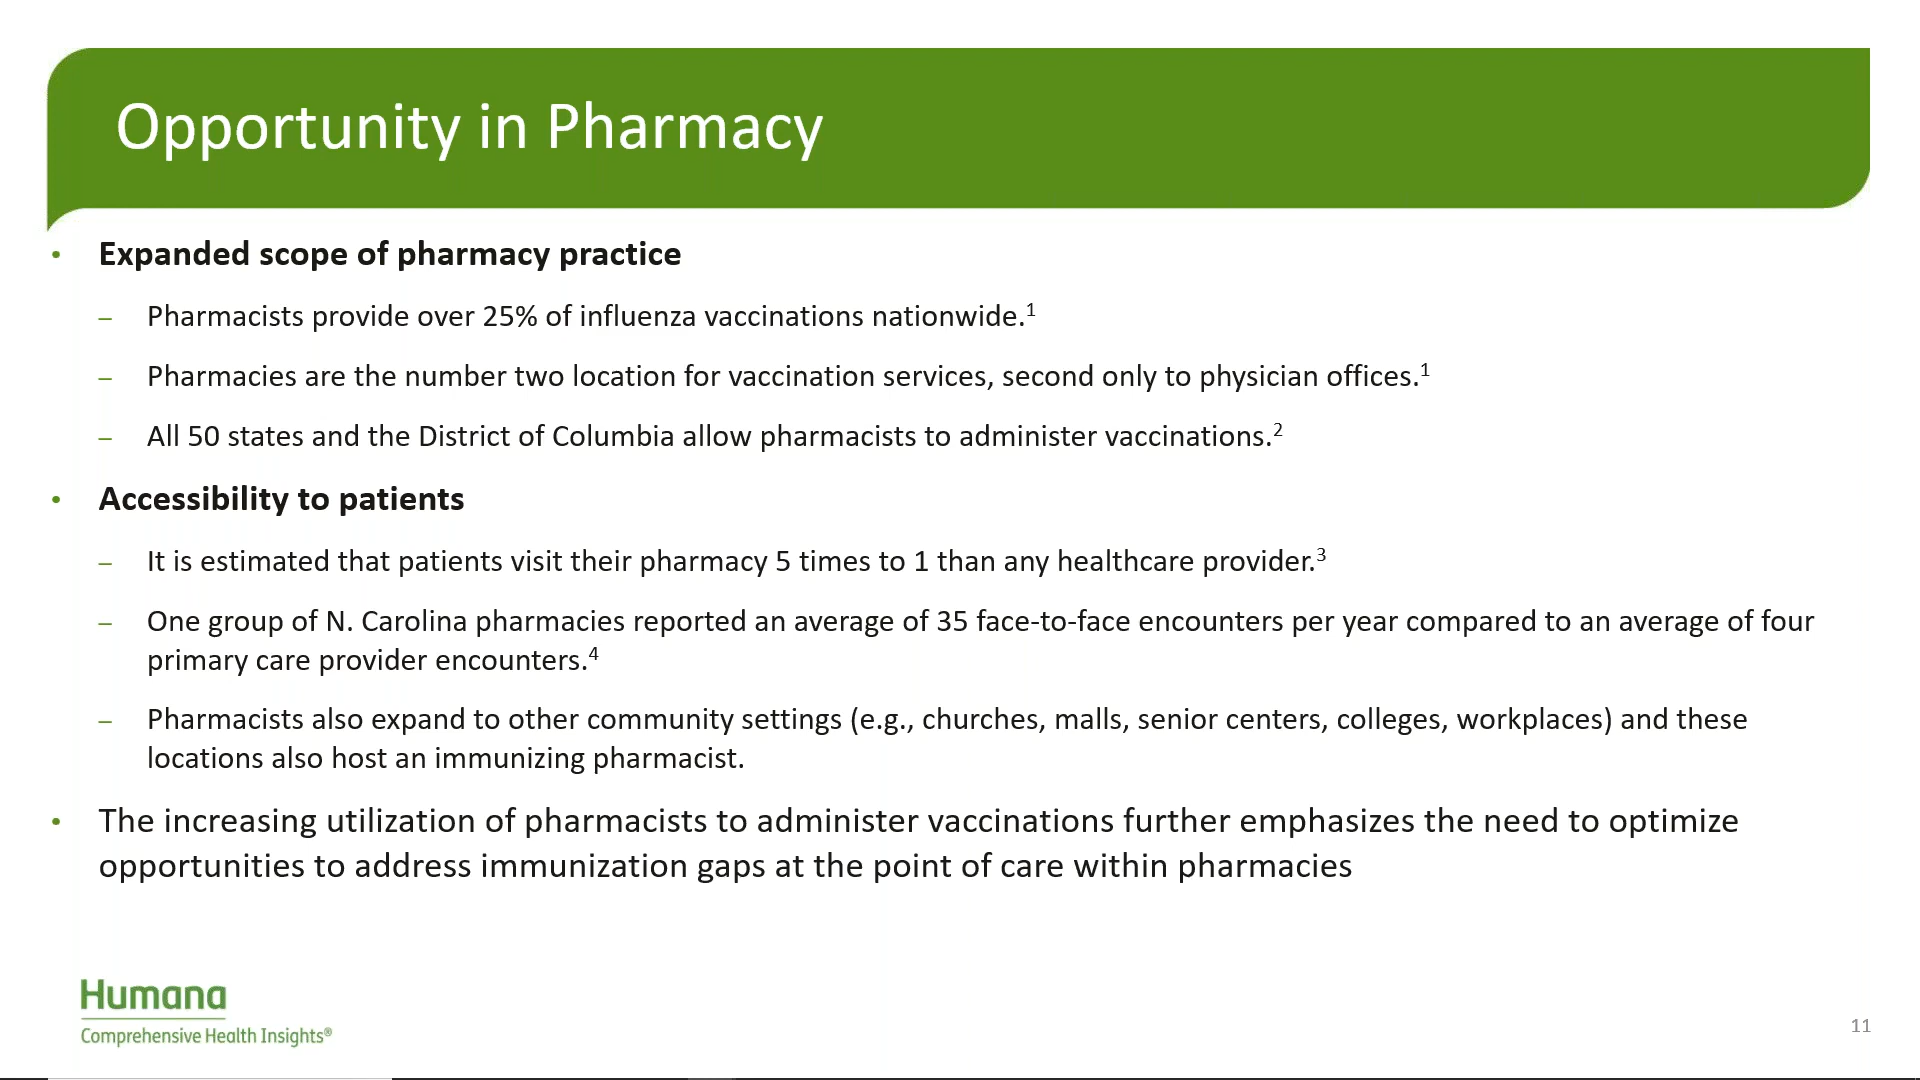 Opportunity in Pharmacy
• Expanded scope of pharmacy practice
– Pharmacists provide over 25% of influenza vaccinations nationwide.1
– Pharmacies are the number two location for vaccination services, second only to physician offices.1
– All 50 states and the District of Columbia allow pharmacists to administer vaccinations.2
• Accessibility to patients
– It is estimated that patients visit their pharmacy 5 times to 1 than any healthcare provider.3
– One group of N. Carolina pharmacies reported an average of 35 face-to-face encounters per year compared to an average of four
primary care provider encounters.4
– Pharmacists also expand to other community settings (e.g., churches, malls, senior centers, colleges, workplaces) and these
locations also host an immunizing pharmacist.
• The increasing utilization of pharmacists to administer vaccinations further emphasizes the need to optimize
opportunities to address immunization gaps at the point of care within pharmacies
Humana
Comprehensive Health Insights®
11